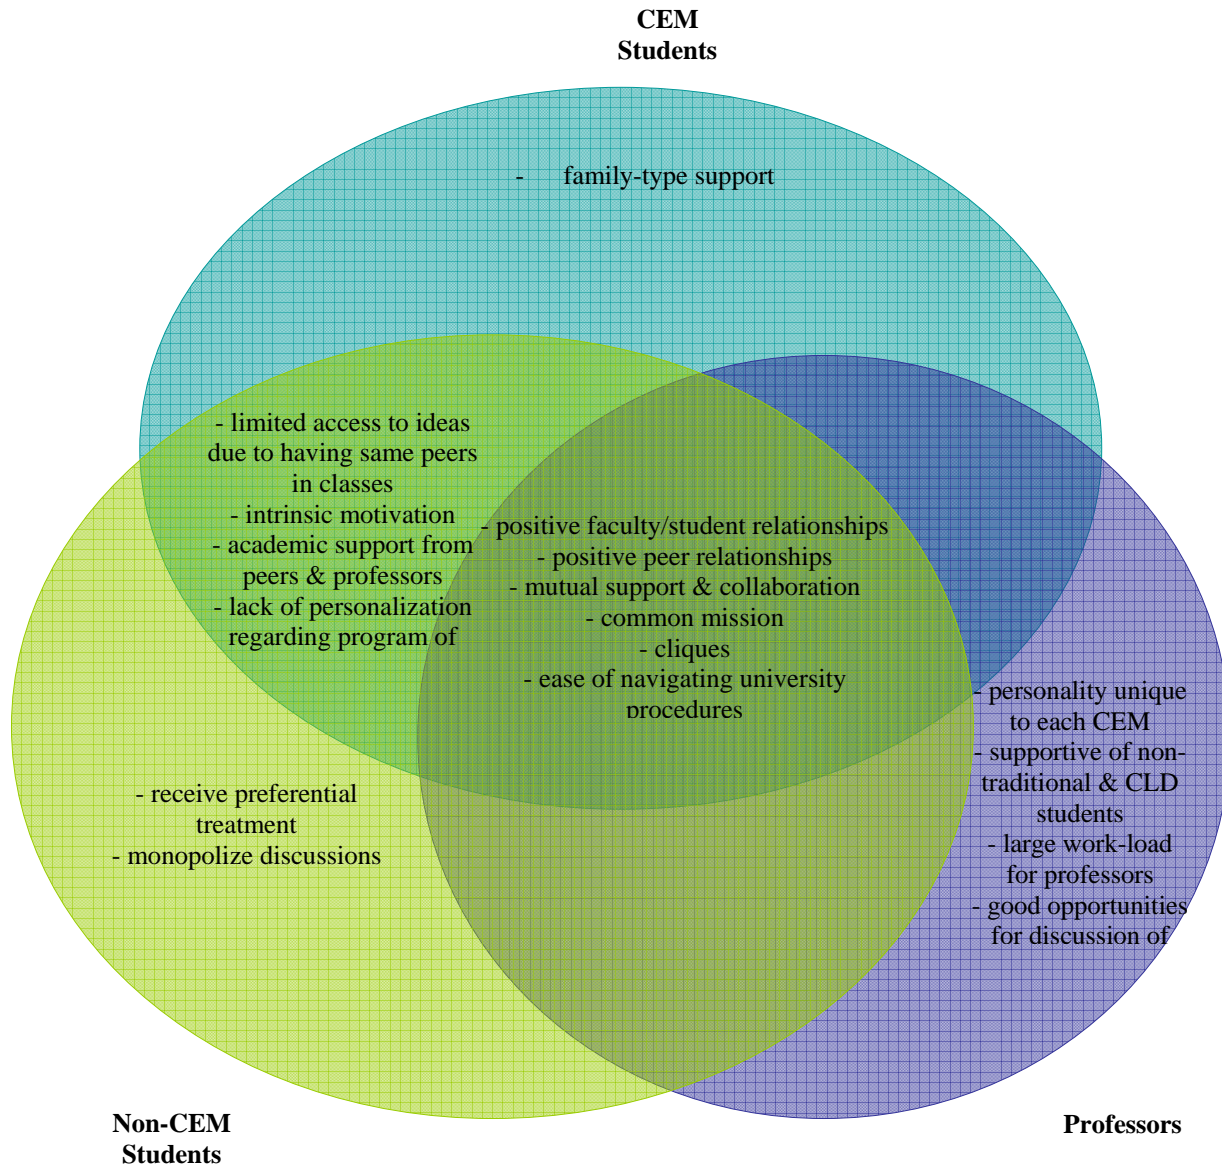 CEM
Students
- family-type support
- limited access to ideas
due to having same peers
in classes
- intrinsic motivation
- academic support from
peers & professors
- lack of personalization
regarding program of
- positive faculty/student relationships
- positive peer relationships
- mutual support & collaboration
- common mission
- cliques
- ease of navigating university
procedures
- personality unique
to each CEM
- supportive of non-
traditional & CLD
students
- large work-load
for professors
- good opportunities
for discussion of
- receive preferential
treatment
- monopolize discussions
Non-CEM
Students
Professors